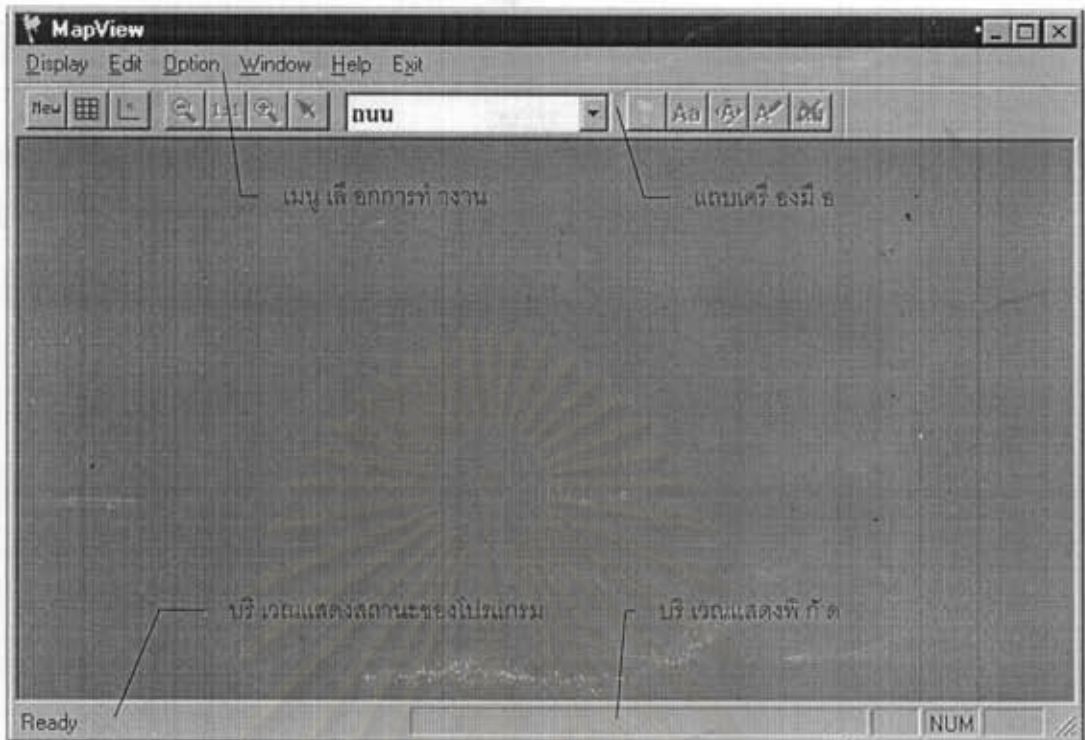 MapView
Display Edit Option Window Help Exit
New 1:1 ถนน Aa A A
เมนูเลือกการทำงาน แถบเครื่องมือ
บริเวณแสดงสถานะของโปรแกรม บริเวณแสดงพิกัด
Ready NUM